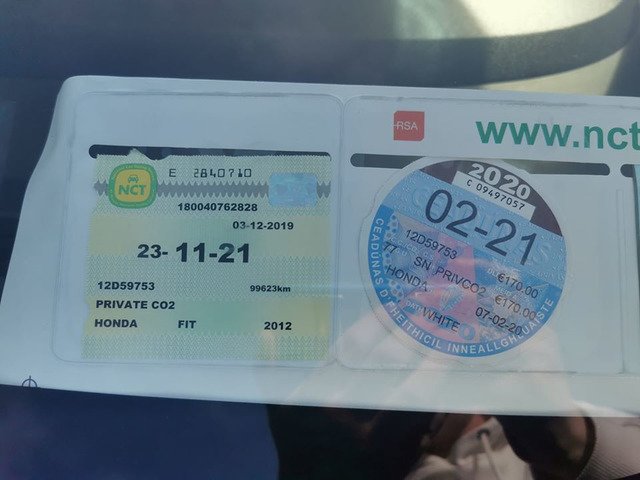 RSA
www.nct
NCT
E 2840710
180040762828
03-12-2019
23-11-21
12D59753
99623km
PRIVATE CO2
HONDA FIT 2012
2020
C 09497057
02-21
12D59753
77 SN PRIVCO2 €170.00
HONDA €170.00
WHITE 07-02-20